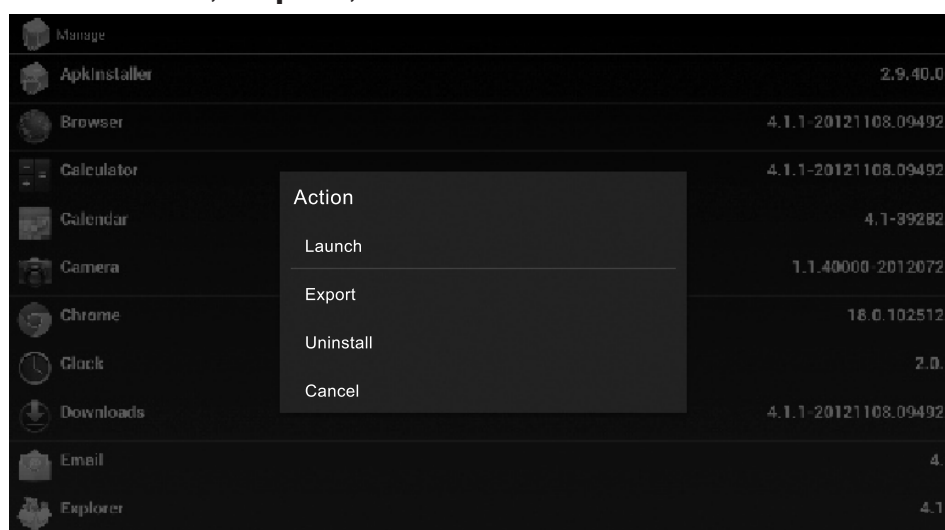 Manage
ApkInstaller 2.9.40.0
Browser 4.1.1-20121108.09492
Calculator 4.1.1-20121108.09492
Action
Calendar 4.1-39282
Launch
Camera 1.1.40000-2012072
Export
Chrome 18.0.102512
Uninstall
Clock 2.0.
Cancel
Downloads 4.1.1-20121108.09492
Email 4.
Explorer 4.1